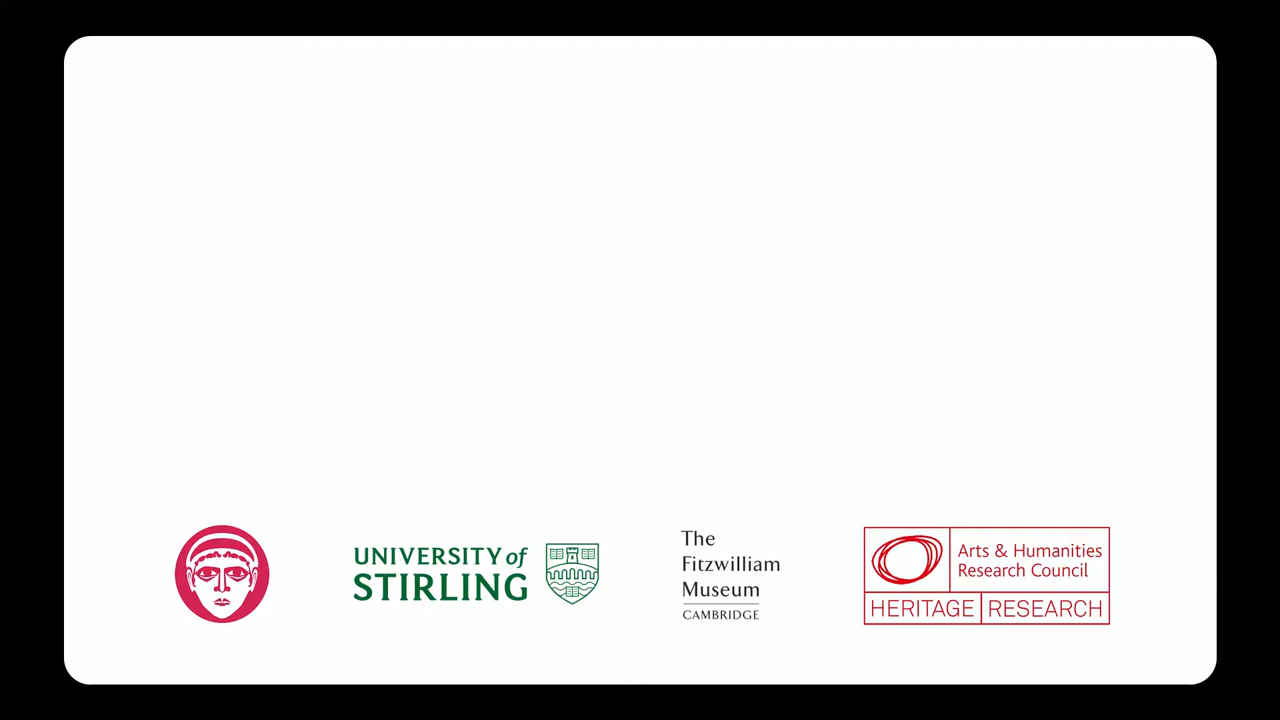 UNIVERSITY of
STIRLING
The
Fitzwilliam
Museum
CAMBRIDGE
Arts & Humanities
Research Council
HERITAGE RESEARCH